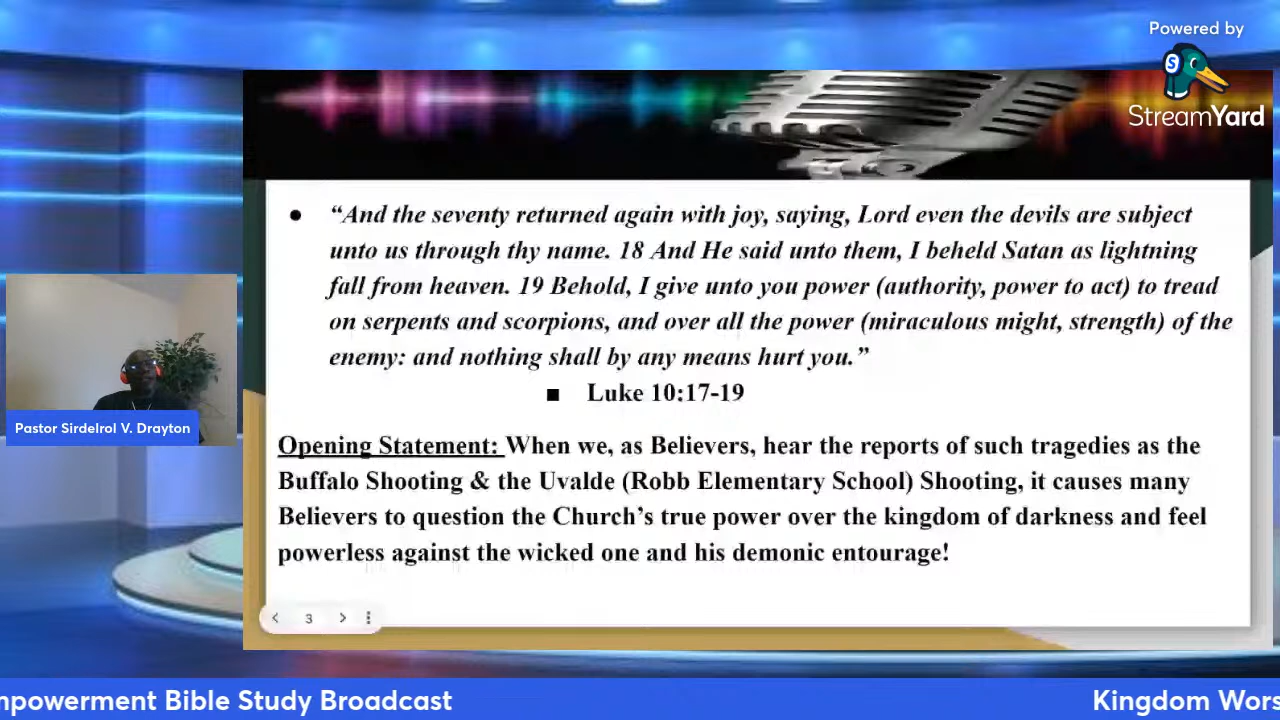 Powered by
StreamYard
● “And the seventy returned again with joy, saying, Lord even the devils are subject
unto us through thy name. 18 And He said unto them, I beheld Satan as lightning
fall from heaven. 19 Behold, I give unto you power (authority, power to act) to tread
on serpents and scorpions, and over all the power (miraculous might, strength) of the
enemy: and nothing shall by any means hurt you.”
■ Luke 10:17-19
Opening Statement: When we, as Believers, hear the reports of such tragedies as the
Buffalo Shooting & the Uvalde (Robb Elementary School) Shooting, it causes many
Believers to question the Church’s true power over the kingdom of darkness and feel
powerless against the wicked one and his demonic entourage!
Pastor Sirdelrol V. Drayton
3
mpowerment Bible Study Broadcast
Kingdom Wors